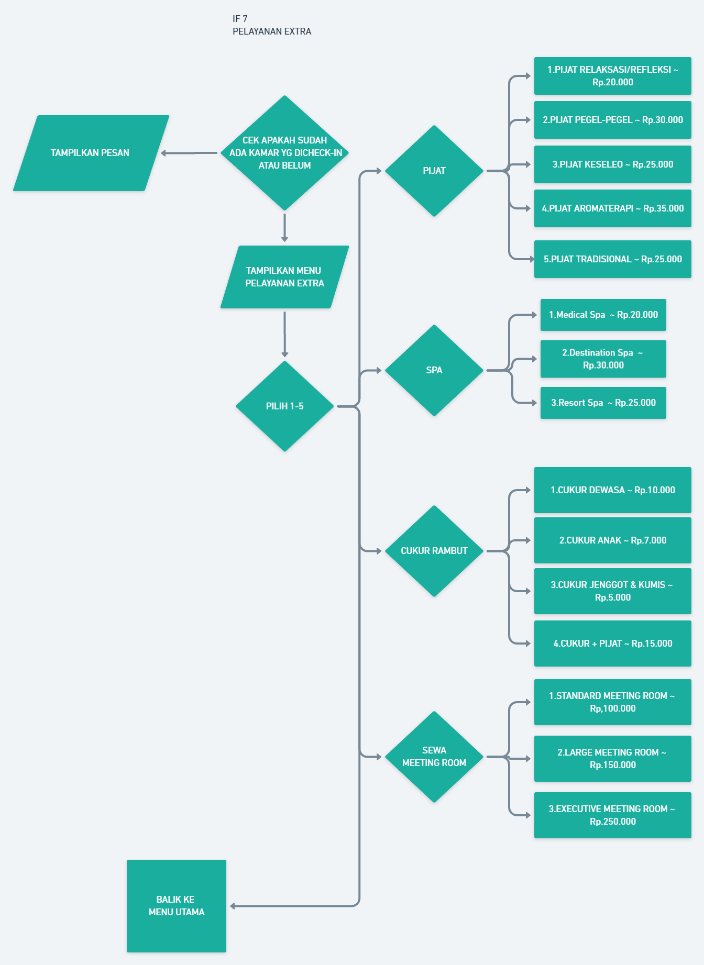 IF 7
PELAYANAN EXTRA
CEK APAKAH SUDAH
ADA KAMAR YG DICHECK-IN
ATAU BELUM
TAMPILKAN PESAN
TAMPILKAN MENU
PELAYANAN EXTRA
PILIH 1-5
PIJAT
1.PIJAT RELAKSASI/REFLEKSI ~
Rp.20.000
2.PIJAT PEGEL-PEGEL ~ Rp.30.000
3.PIJAT KESELEO ~ Rp.25.000
4.PIJAT AROMATERAPI ~ Rp.35.000
5.PIJAT TRADISIONAL ~ Rp.25.000
SPA
1.Medical Spa ~ Rp.20.000
2.Destination Spa ~
Rp.30.000
3.Resort Spa ~ Rp.25.000
CUKUR RAMBUT
1.CUKUR DEWASA ~ Rp.10.000
2.CUKUR ANAK ~ Rp.7.000
3.CUKUR JENGGOT & KUMIS ~
Rp.5.000
4.CUKUR + PIJAT ~ Rp.15.000
SEWA
MEETING ROOM
1.STANDARD MEETING ROOM ~
Rp,100.000
2.LARGE MEETING ROOM ~
Rp.150.000
3.EXECUTIVE MEETING ROOM ~
Rp.250.000
BALIK KE
MENU UTAMA